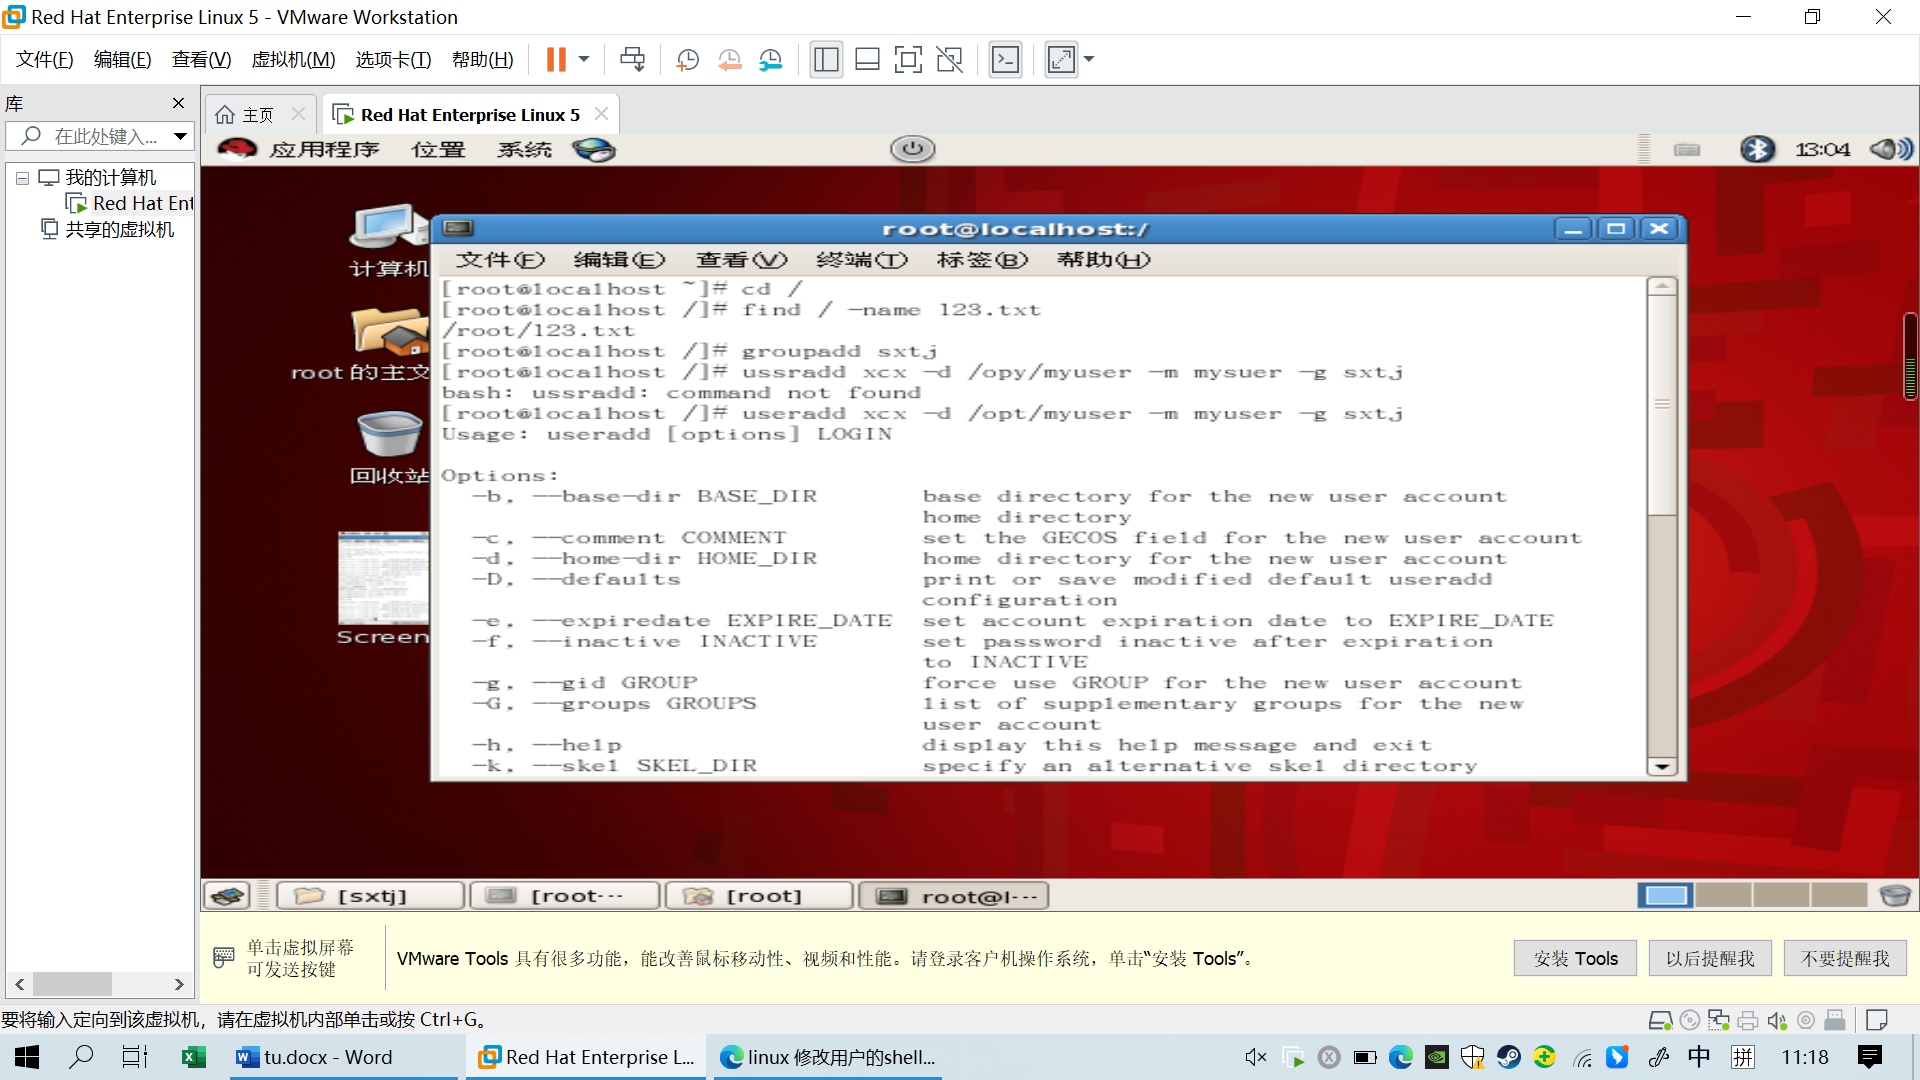 Red Hat Enterprise Linux 5 - VMware Workstation
文件(F) 编辑(E) 查看(V) 虚拟机(M) 选项卡(T) 帮助(H)
库
在此处键入...
我的计算机
Red Hat Ent
共享的虚拟机
主页
Red Hat Enterprise Linux 5
应用程序 位置 系统
13:04
计算机
root 的主文
回收站
Screen
root@localhost:/
文件(F) 编辑(E) 查看(V) 终端(T) 标签(B) 帮助(H)
[root@localhost ~]# cd /
[root@localhost /]# find / -name 123.txt
/root/123.txt
[root@localhost /]# groupadd sxtj
[root@localhost /]# ussradd xcx -d /opy/myuser -m mysuer -g sxtj
bash: ussradd: command not found
[root@localhost /]# useradd xcx -d /opt/myuser -m myuser -g sxtj
Usage: useradd [options] LOGIN
Options:
-b, --base-dir BASE_DIR base directory for the new user account
home directory
-c, --comment COMMENT set the GECOS field for the new user account
-d, --home-dir HOME_DIR home directory for the new user account
-D, --defaults print or save modified default useradd
configuration
-e, --expiredate EXPIRE_DATE set account expiration date to EXPIRE_DATE
-f, --inactive INACTIVE set password inactive after expiration
to INACTIVE
-g, --gid GROUP force use GROUP for the new user account
-G, --groups GROUPS list of supplementary groups for the new
user account
-h, --help display this help message and exit
-k, --skel SKEL_DIR specify an alternative skel directory
[sxtj] [root··· [root] root@l···
单击虚拟屏幕
可发送按键
VMware Tools 具有很多功能，能改善鼠标移动性、视频和性能。请登录客户机操作系统，单击“安装 Tools”。
安装 Tools 以后提醒我 不要提醒我
要将输入定向到该虚拟机，请在虚拟机内部单击或按 Ctrl+G。
tu.docx - Word Red Hat Enterprise L... linux 修改用户的shell... 中 拼 11:18